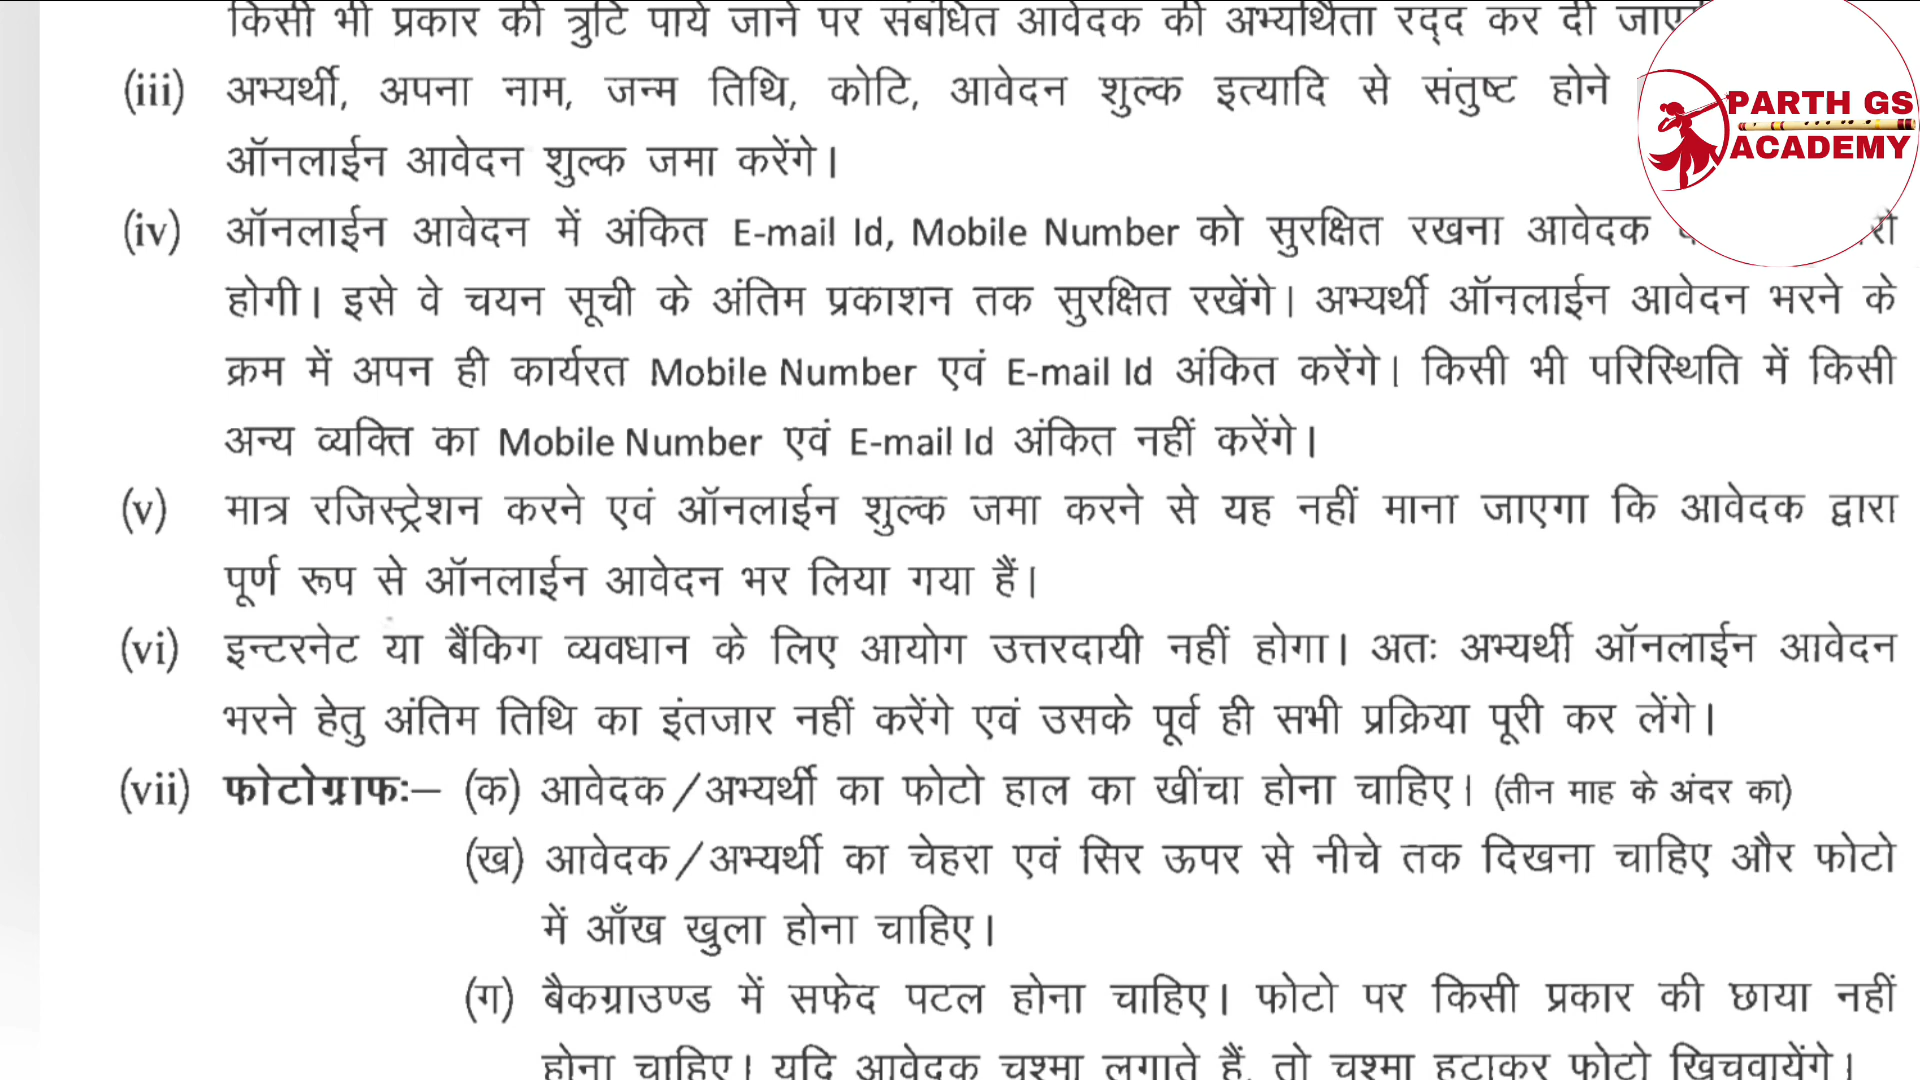 किसी भी प्रकार की त्रुटि पाये जाने पर संबंधित आवेदक की अभ्यर्थिता रद्द कर दी
(iii) अभ्यर्थी, अपना नाम, जन्म तिथि, कोटि, आवेदन शुल्क इत्यादि से संतुष्ट होने
ऑनलाईन आवेदन शुल्क जमा करेंगे।
PARTH GS
ACADEMY
(iv) ऑनलाईन आवेदन में अंकित E-mail Id, Mobile Number को सुरक्षित रखना आवेदक
होगी। इसे वे चयन सूची के अंतिम प्रकाशन तक सुरक्षित रखेंगे। अभ्यर्थी ऑनलाईन आवेदन भरने के
क्रम में अपन ही कार्यरत Mobile Number एवं E-mail Id अंकित करेंगे। किसी भी परिस्थिति में किसी
अन्य व्यक्ति का Mobile Number एवं E-mail Id अंकित नहीं करेंगे।
(v) मात्र रजिस्ट्रेशन करने एवं ऑनलाईन शुल्क जमा करने से यह नहीं माना जाएगा कि आवेदक द्वारा
पूर्ण रूप से ऑनलाईन आवेदन भर लिया गया हैं।
(vi) इन्टरनेट या बैंकिग व्यवधान के लिए आयोग उत्तरदायी नहीं होगा। अतः अभ्यर्थी ऑनलाईन आवेदन
भरने हेतु अंतिम तिथि का इंतजार नहीं करेंगे एवं उसके पूर्व ही सभी प्रक्रिया पूरी कर लेंगे।
(vii) फोटोग्राफः– (क) आवेदक/अभ्यर्थी का फोटो हाल का खींचा होना चाहिए। (तीन माह के अंदर का)
(ख) आवेदक/अभ्यर्थी का चेहरा एवं सिर ऊपर से नीचे तक दिखना चाहिए और फोटो
में आँख खुला होना चाहिए।
(ग) बैकग्राउण्ड में सफेद पटल होना चाहिए। फोटो पर किसी प्रकार की छाया नहीं
होना चाहिए। यदि आवेदक चश्मा लगाते हैं, तो चश्मा हटाकर फोटो खिचवायेंगे।